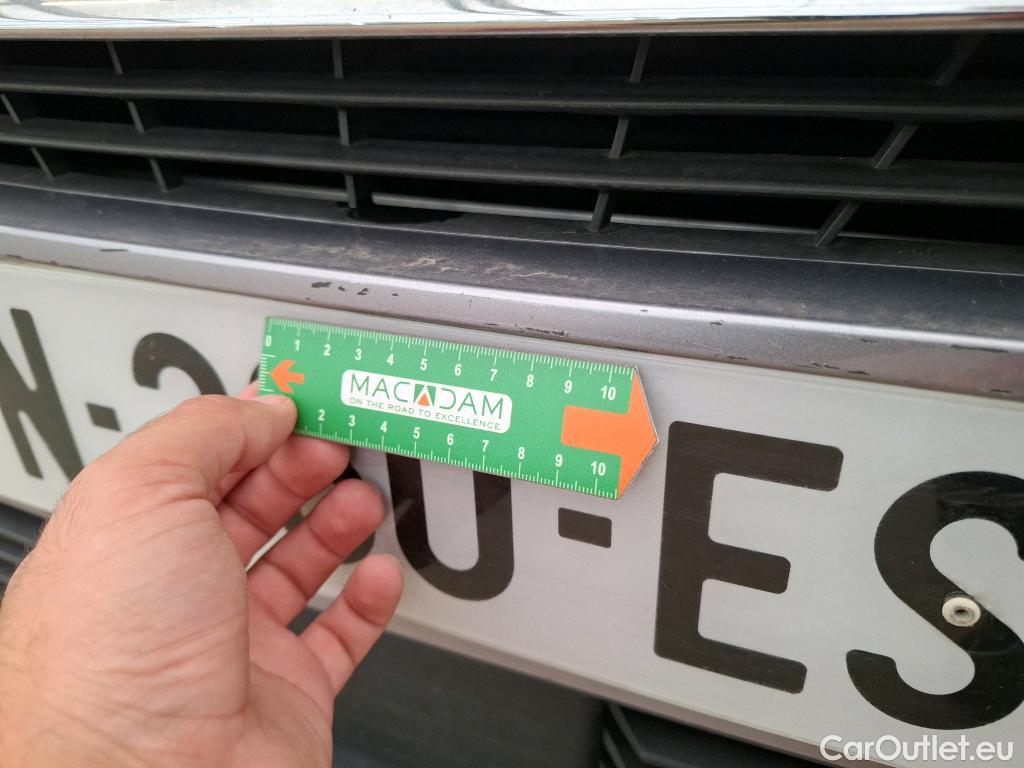 0 1 2 3 4 5 6 7 8 9 10
MACADAM
ON THE ROAD TO EXCELLENCE
2 3 4 5 6 7 8 9 10
ES
CarOutlet.eu